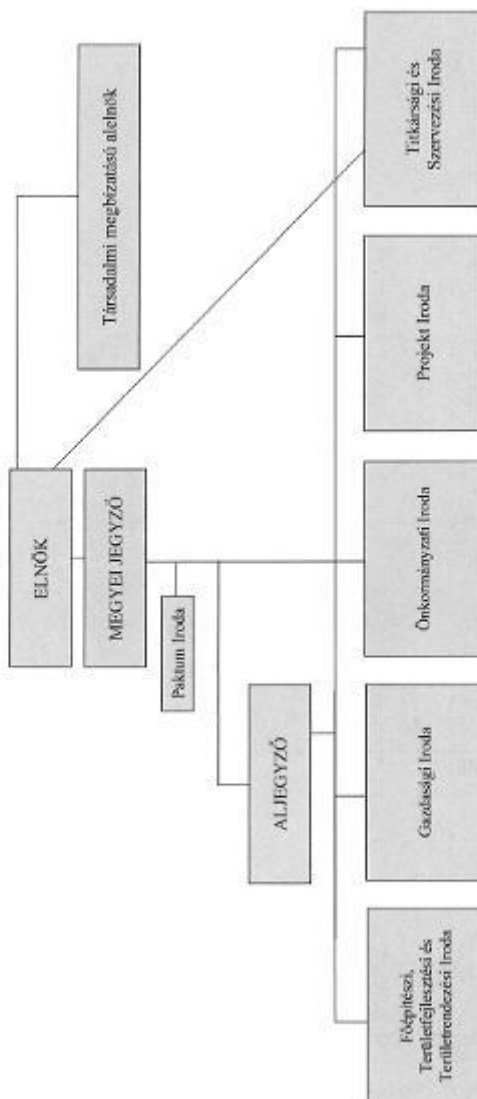 ELNÖK
Társadalmi megbízatású alelnök
MEGYEI JEGYZŐ
Paktum Iroda
ALJEGYZŐ
Főépítészi,
Területfejlesztési és
Területrendezési Iroda
Gazdasági Iroda
Önkormányzati Iroda
Projekt Iroda
Titkársági és
Szervezési Iroda